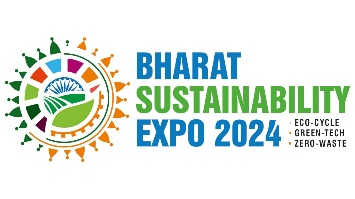 BHARAT
SUSTAINABILITY
EXPO 2024
• ECO-CYCLE
• GREEN-TECH
• ZERO-WASTE